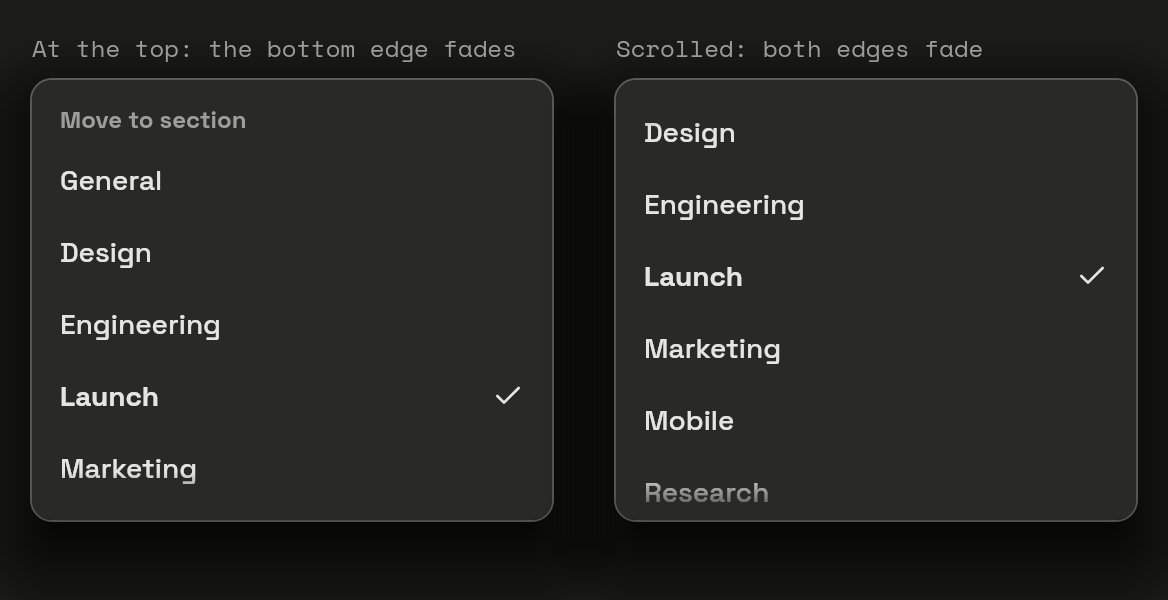 At the top: the bottom edge fades
Move to section
General
Design
Engineering
Launch
Marketing
Scrolled: both edges fade
Design
Engineering
Launch
Marketing
Mobile
Research